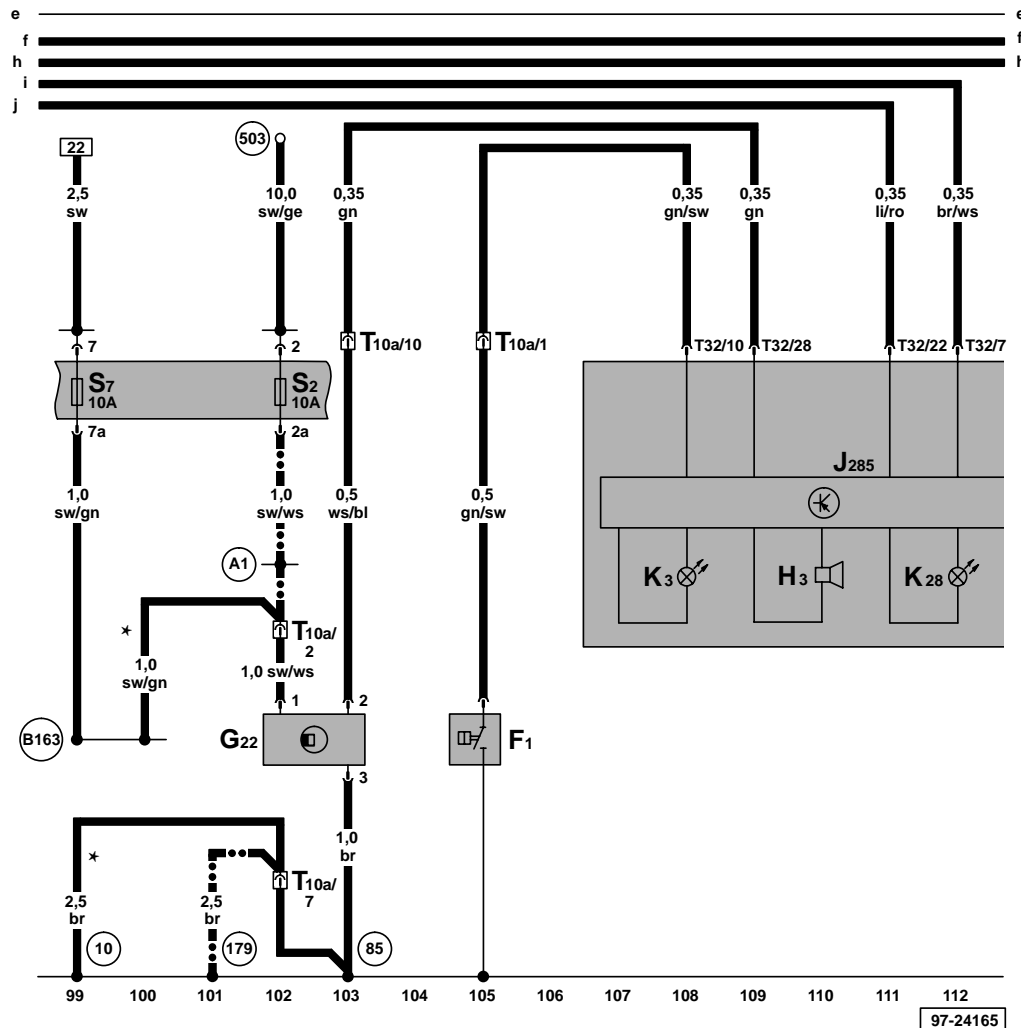 e e
f f
h h
i
j
22
503
2,5
sw
10,0
sw/ge
0,35
gn
0,35
gn/sw
0,35
gn
0,35
li/ro
0,35
br/ws
7
2
T10a/10
T10a/1
T32/10
T32/28
T32/22
T32/7
S7
10A
S2
10A
7a
2a
J285
1,0
sw/gn
1,0
sw/ws
0,5
ws/bl
0,5
gn/sw
A1
K3
H3
K28
*
T10a/
2
1,0
sw/gn
1,0 sw/ws
1
2
B163
G22
F1
3
1,0
br
*
T10a/
7
2,5
br
2,5
br
10
179
85
99 100 101 102 103 104 105 106 107 108 109 110 111 112
97-24165